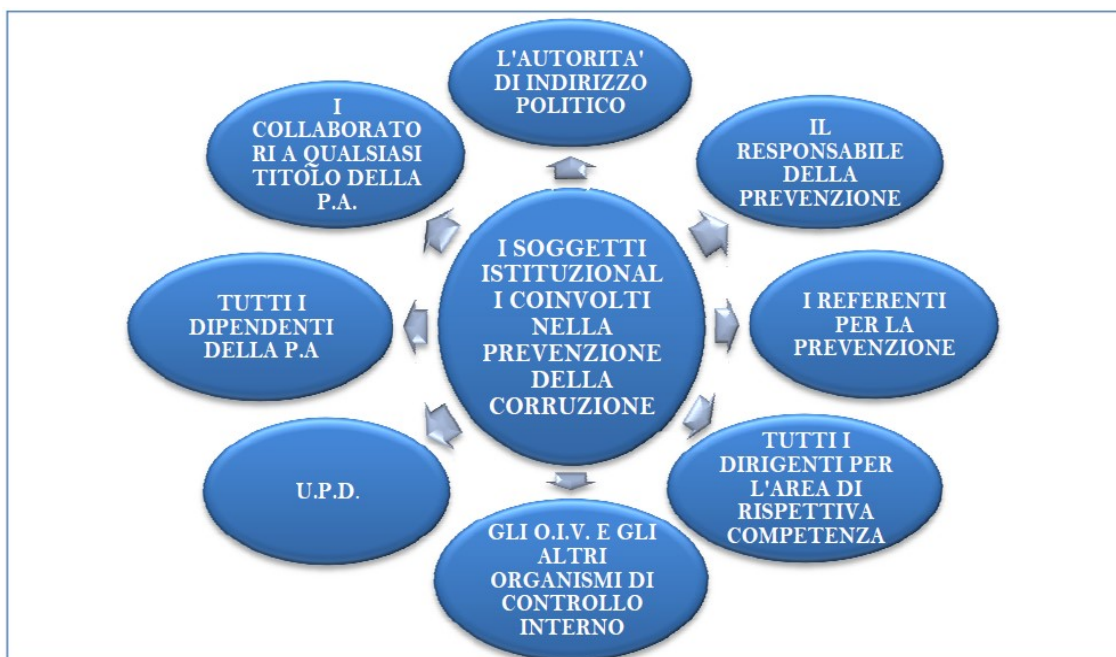 L'AUTORITA'
DI INDIRIZZO
POLITICO
IL
RESPONSABILE
DELLA
PREVENZIONE
I REFERENTI
PER LA
PREVENZIONE
TUTTI I
DIRIGENTI PER
L'AREA DI
RISPETTIVA
COMPETENZA
GLI O.I.V. E GLI
ALTRI
ORGANISMI DI
CONTROLLO
INTERNO
U.P.D.
TUTTI I
DIPENDENTI
DELLA P.A
I
COLLABORATO
RI A QUALSIASI
TITOLO DELLA
P.A.
I SOGGETTI
ISTITUZIONAL
I COINVOLTI
NELLA
PREVENZIONE
DELLA
CORRUZIONE